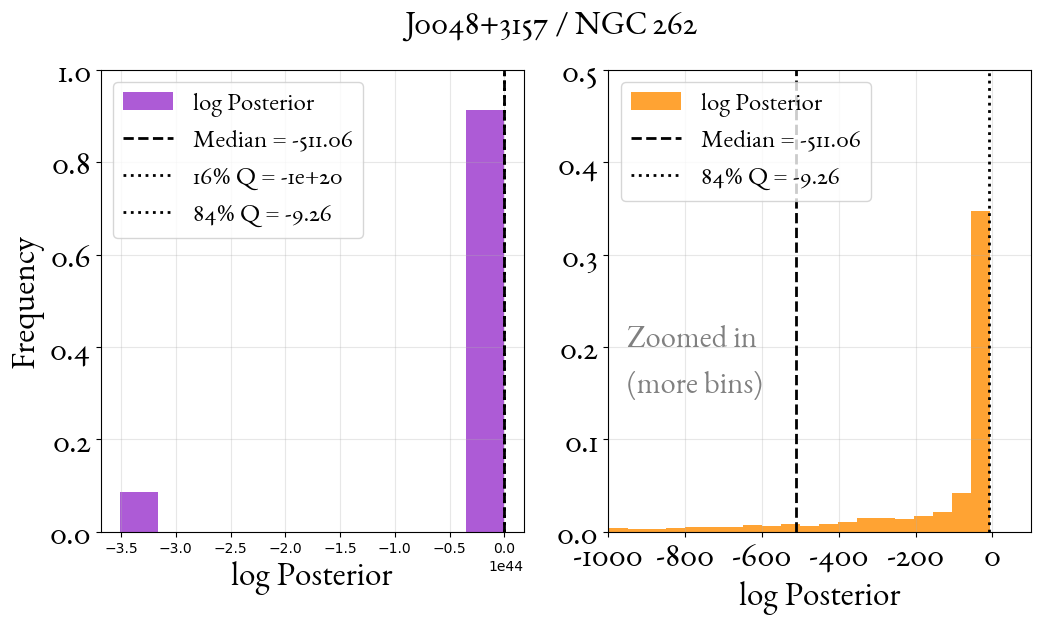 J0048+3157 / NGC 262
Frequency
1.0
0.8
0.6
0.4
0.2
0.0
log Posterior
Median = -511.06
16% Q = -1e+20
84% Q = -9.26
−3.5 −3.0 −2.5 −2.0 −1.5 −1.0 −0.5 0.0
1e44
log Posterior
0.5
0.4
0.3
0.2
0.1
0.0
log Posterior
Median = -511.06
84% Q = -9.26
Zoomed in
(more bins)
-1000 -800 -600 -400 -200 0
log Posterior